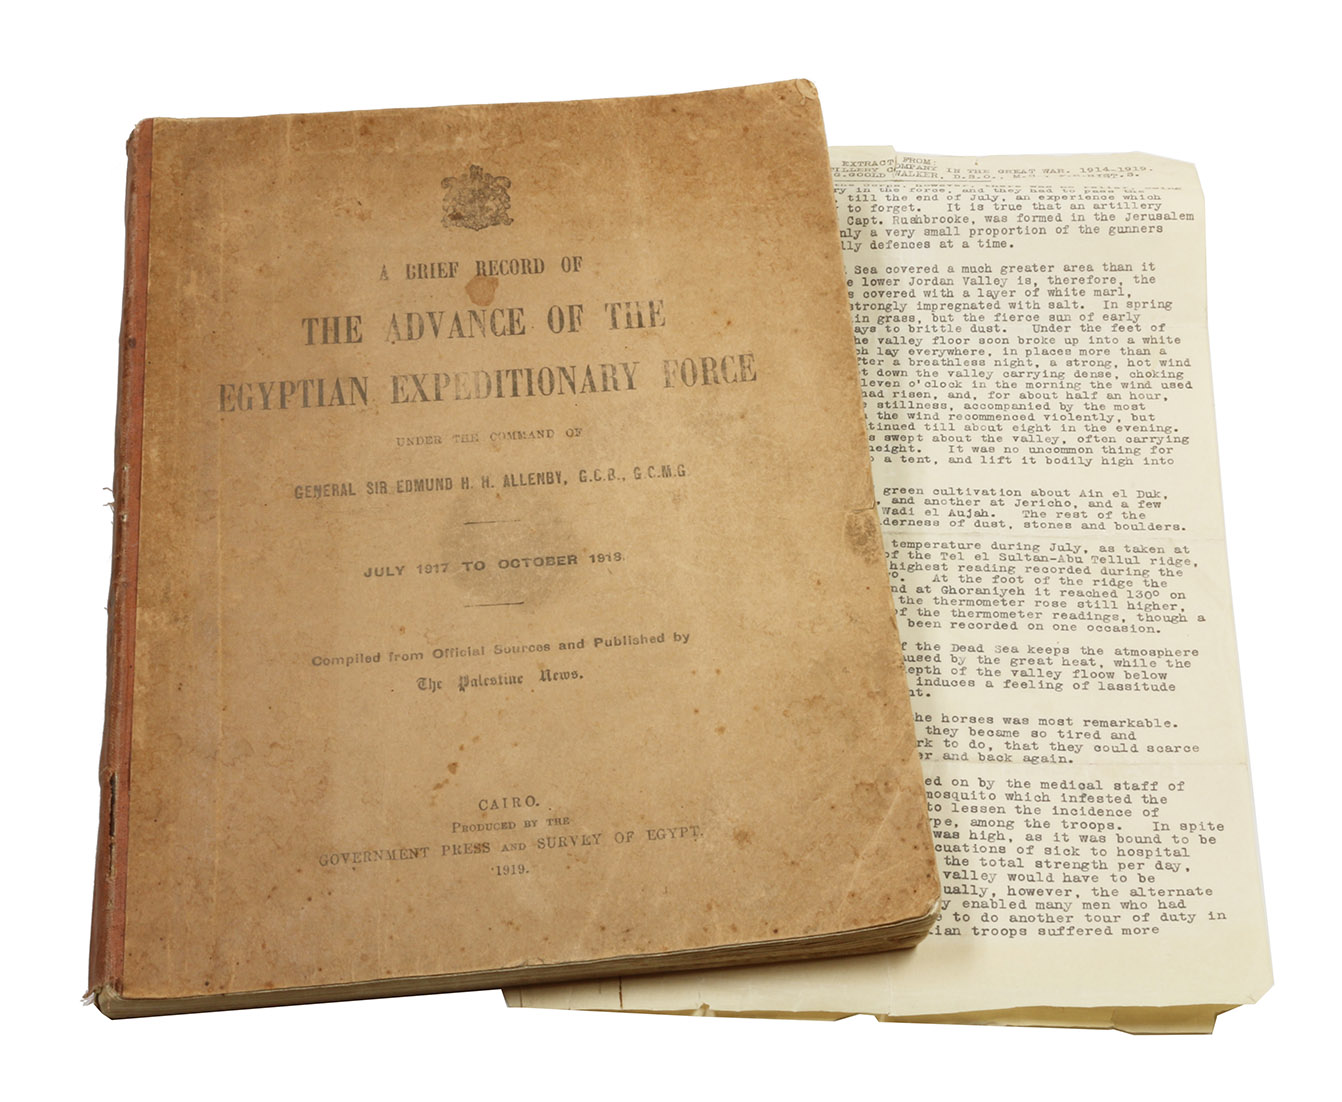 A BRIEF RECORD OF
THE ADVANCE OF THE
EGYPTIAN EXPEDITIONARY FORCE
UNDER THE COMMAND OF
GENERAL SIR EDMUND H. H. ALLENBY, G.C.B., G.C.M.G.
JULY 1917 TO OCTOBER 1918.
Compiled from Official Sources and Published by
The Palestine News.
CAIRO.
PRODUCED BY THE
GOVERNMENT PRESS AND SURVEY OF EGYPT.
1919.
EXTRACT FROM:
COMPANY IN THE GREAT WAR. 1914-1919.
G.GOOLD WALKER, D.S.O.,
in the force, and they had to pass the
till the end of July, an experience which
to forget. It is true that an artillery
Capt. Rushbrooke, was formed in the Jerusalem
a very small proportion of the gunners
defences at a time.
Sea covered a much greater area than it
lower Jordan Valley is, therefore, the
covered with a layer of white marl,
strongly impregnated with salt. In spring
in grass, but the fierce sun of early
to brittle dust. Under the feet of
the valley floor soon broke up into a white
lay everywhere, in places more than a
after a breathless night, a strong, hot wind
down the valley carrying dense, choking
eleven o'clock in the morning the wind used
had risen, and, for about half an hour,
stillness, accompanied by the most
the wind recommenced violently, but
till about eight in the evening.
swept about the valley, often carrying
height. It was no uncommon thing for
a tent, and lift it bodily high into
green cultivation about Ain el Duk,
and another at Jericho, and a few
Wadi el Aujah. The rest of the
of dust, stones and boulders.
temperature during July, as taken at
of the Tel el Sultan-Abu Tellul ridge,
highest reading recorded during the
At the foot of the ridge the
at Ghoraniyeh it reached 130° on
the thermometer rose still higher,
of the thermometer readings, though a
been recorded on one occasion.
of the Dead Sea keeps the atmosphere
by the great heat, while the
depth of the valley floow below
induces a feeling of lassitude
the horses was most remarkable.
they became so tired and
to do, that they could scarce
and back again.
on by the medical staff of
mosquito which infested the
to lessen the incidence of
among the troops. In spite
was high, as it was bound to be
of sick to hospital
the total strength per day,
valley would have to be
however, the alternate
enabled many men who had
to do another tour of duty in
troops suffered more